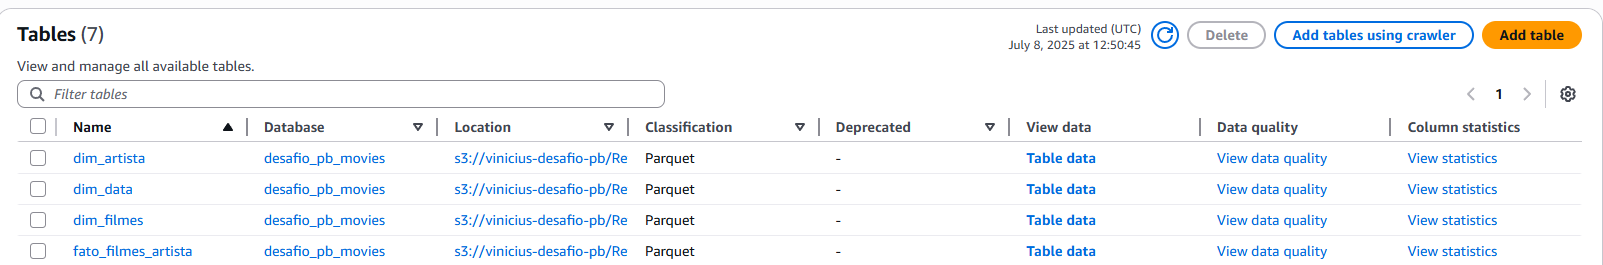 Tables (7)
Last updated (UTC)
July 8, 2025 at 12:50:45
Delete
Add tables using crawler
Add table
View and manage all available tables.
Filter tables
1
Name Database Location Classification Deprecated View data Data quality Column statistics
dim_artista desafio_pb_movies s3://vinicius-desafio-pb/Re Parquet - Table data View data quality View statistics
dim_data desafio_pb_movies s3://vinicius-desafio-pb/Re Parquet - Table data View data quality View statistics
dim_filmes desafio_pb_movies s3://vinicius-desafio-pb/Re Parquet - Table data View data quality View statistics
fato_filmes_artista desafio_pb_movies s3://vinicius-desafio-pb/Re Parquet - Table data View data quality View statistics